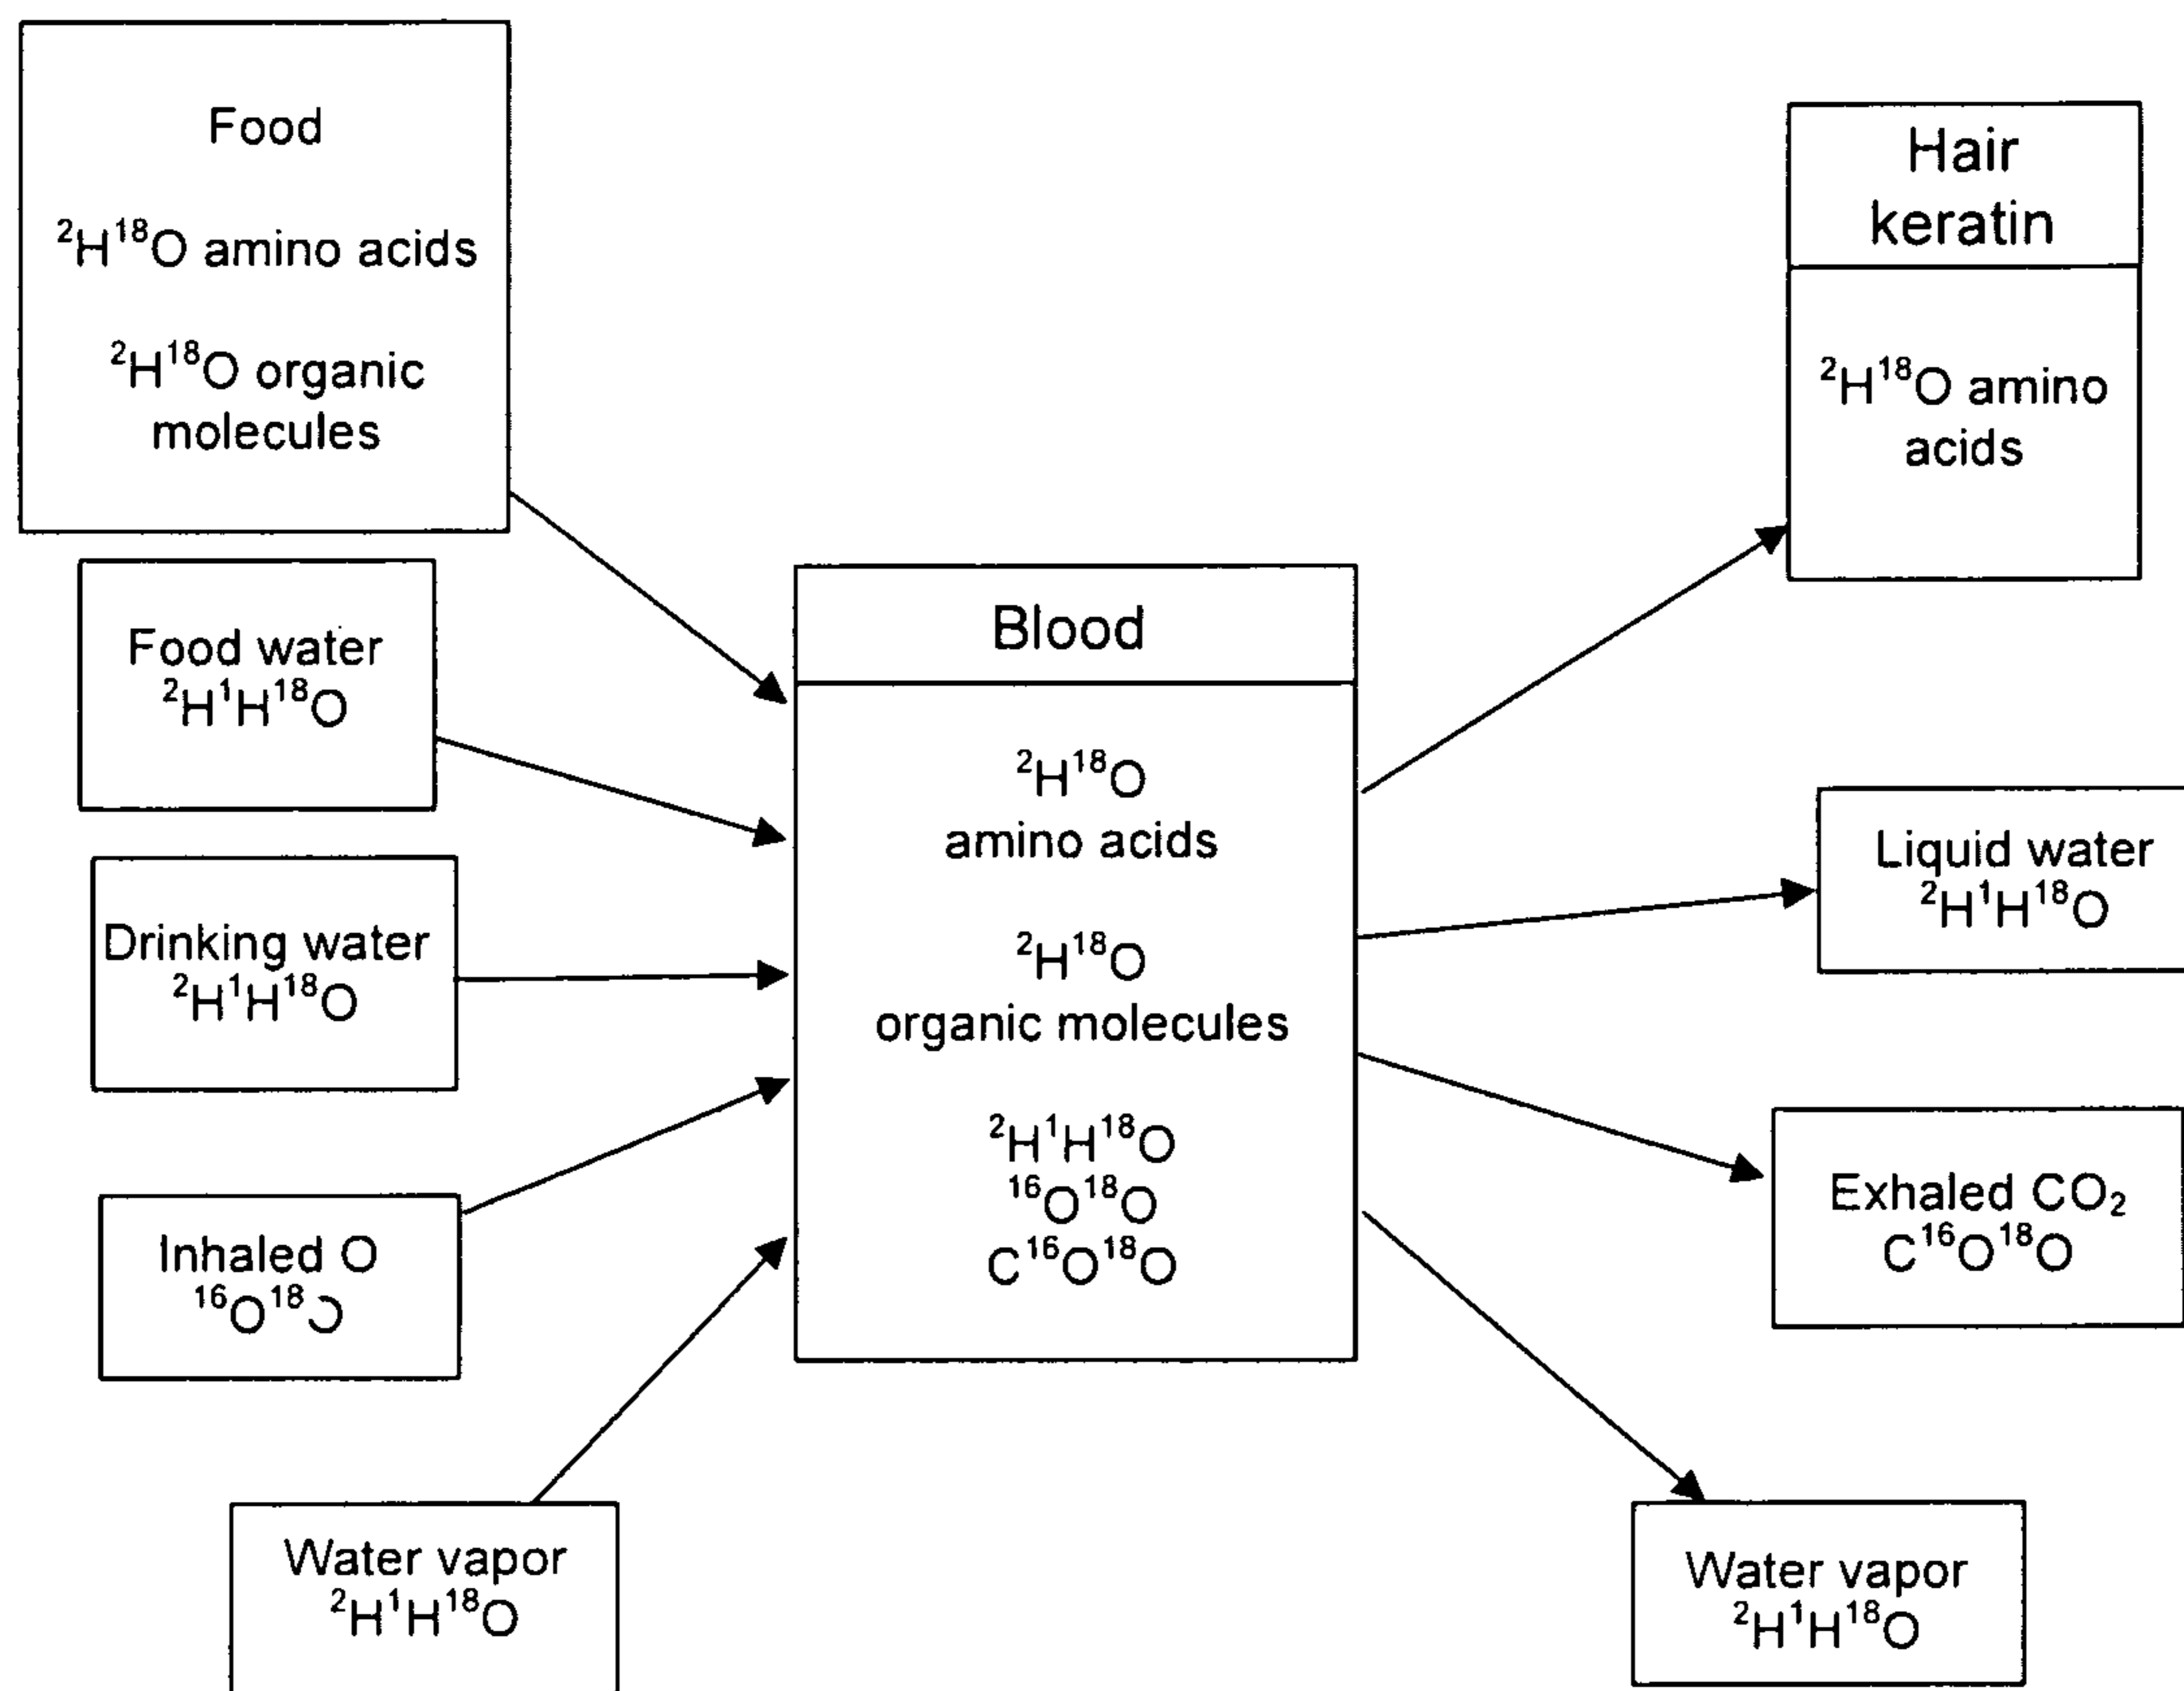 Food
²H¹⁸O amino acids
²H¹⁸O organic
molecules
Food water
²H¹H¹⁸O
Drinking water
²H¹H¹⁸O
Inhaled O
¹⁶O¹⁸Ɔ
Water vapor
²H¹H¹⁸O
Blood
²H¹⁸O
amino acids
²H¹⁸O
organic molecules
²H¹H¹⁸O
¹⁶O¹⁸O
C¹⁶O¹⁸O
Hair
keratin
²H¹⁸O amino
acids
Liquid water
²H¹H¹⁸O
Exhaled CO₂
C¹⁶O¹⁸O
Water vapor
²H¹H¹⁸O